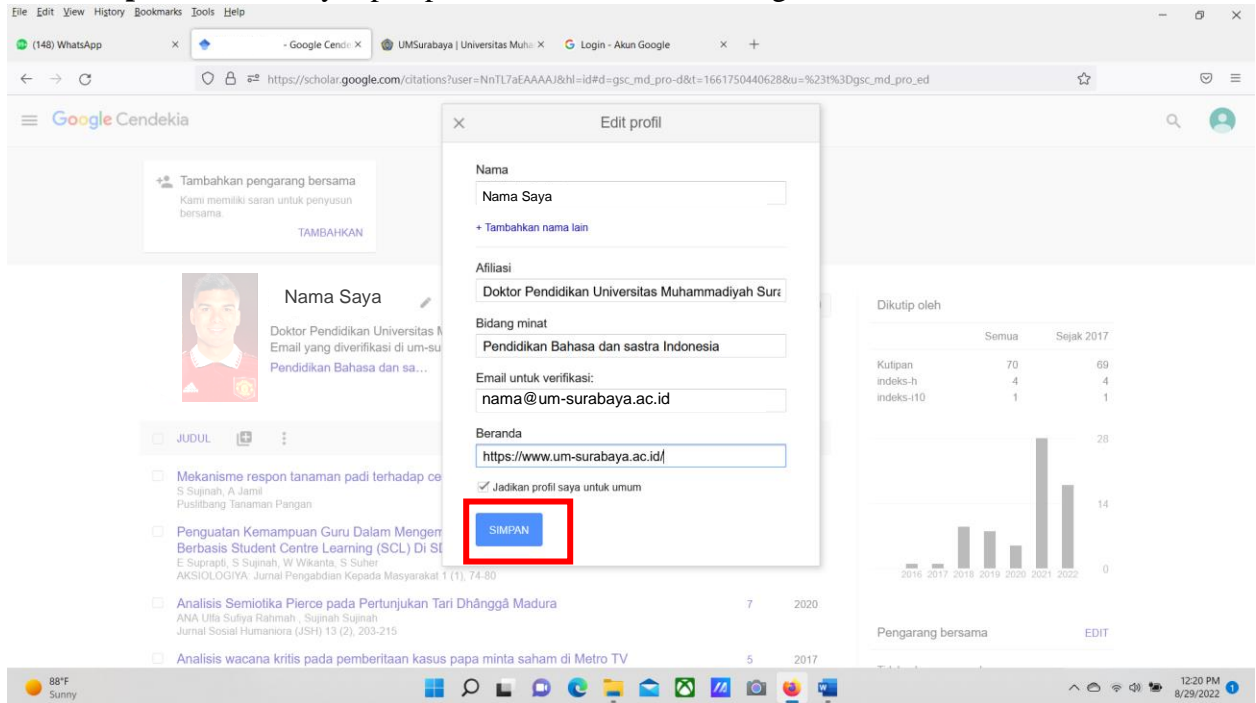 File Edit View History Bookmarks Tools Help
(148) WhatsApp
- Google Cende
UMSurabaya | Universitas Muha
Login - Akun Google
https://scholar.google.com/citations?user=NnTL7aEAAAAJ&hl=id#d=gsc_md_pro-d&t=1661750440628&u=%23t%3Dgsc_md_pro_ed
Google Cendekia
Edit profil
Tambahkan pengarang bersama
Kami memiliki saran untuk penyusun
bersama.
TAMBAHKAN
Nama
Nama Saya
+ Tambahkan nama lain
Afiliasi
Doktor Pendidikan Universitas Muhammadiyah Sura
Bidang minat
Pendidikan Bahasa dan sastra Indonesia
Email untuk verifikasi:
nama@um-surabaya.ac.id
Beranda
https://www.um-surabaya.ac.id/
Jadikan profil saya untuk umum
SIMPAN
Nama Saya
Doktor Pendidikan Universitas M
Email yang diverifikasi di um-su
Pendidikan Bahasa dan sa…
Dikutip oleh
Semua Sejak 2017
Kutipan 70 69
indeks-h 4 4
indeks-i10 1 1
28
14
0
2016 2017 2018 2019 2020 2021 2022
Pengarang bersama EDIT
JUDUL
Mekanisme respon tanaman padi terhadap ce
S Sujinah, A Jamil
Puslitbang Tanaman Pangan
Penguatan Kemampuan Guru Dalam Mengem
Berbasis Student Centre Learning (SCL) Di SD
E Suprapti, S Sujinah, W Wikanta, S Suher
AKSIOLOGIYA: Jurnal Pengabdian Kepada Masyarakat 1 (1), 74-80
Analisis Semiotika Pierce pada Pertunjukan Tari Dhânggâ Madura 7 2020
ANA Ulfa Sufiya Rahmah , Sujinah Sujinah
Jurnal Sosial Humaniora (JSH) 13 (2), 203-215
Analisis wacana kritis pada pemberitaan kasus papa minta saham di Metro TV 5 2017
88°F
Sunny
12:20 PM
8/29/2022
1